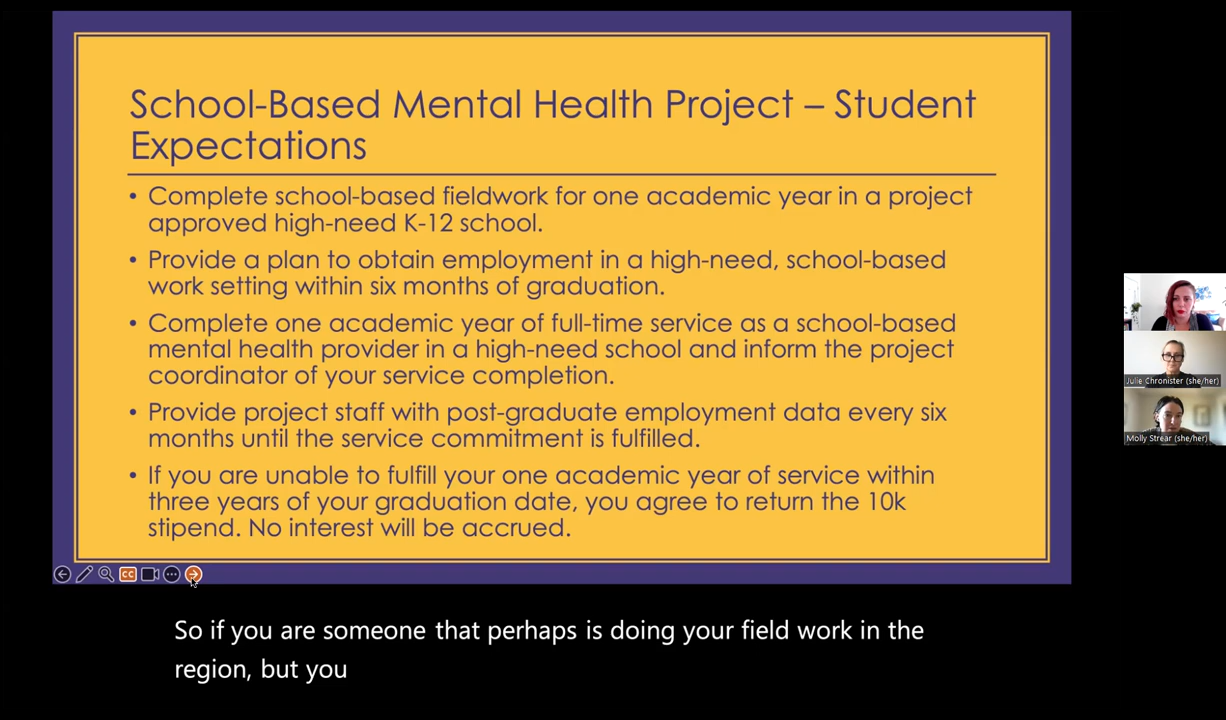 School-Based Mental Health Project – Student
Expectations
• Complete school-based fieldwork for one academic year in a project
approved high-need K-12 school.
• Provide a plan to obtain employment in a high-need, school-based
work setting within six months of graduation.
• Complete one academic year of full-time service as a school-based
mental health provider in a high-need school and inform the project
coordinator of your service completion.
• Provide project staff with post-graduate employment data every six
months until the service commitment is fulfilled.
• If you are unable to fulfill your one academic year of service within
three years of your graduation date, you agree to return the 10k
stipend. No interest will be accrued.
CC
So if you are someone that perhaps is doing your field work in the
region, but you
Julie Chronister (she/her)
Molly Strear (she/her)